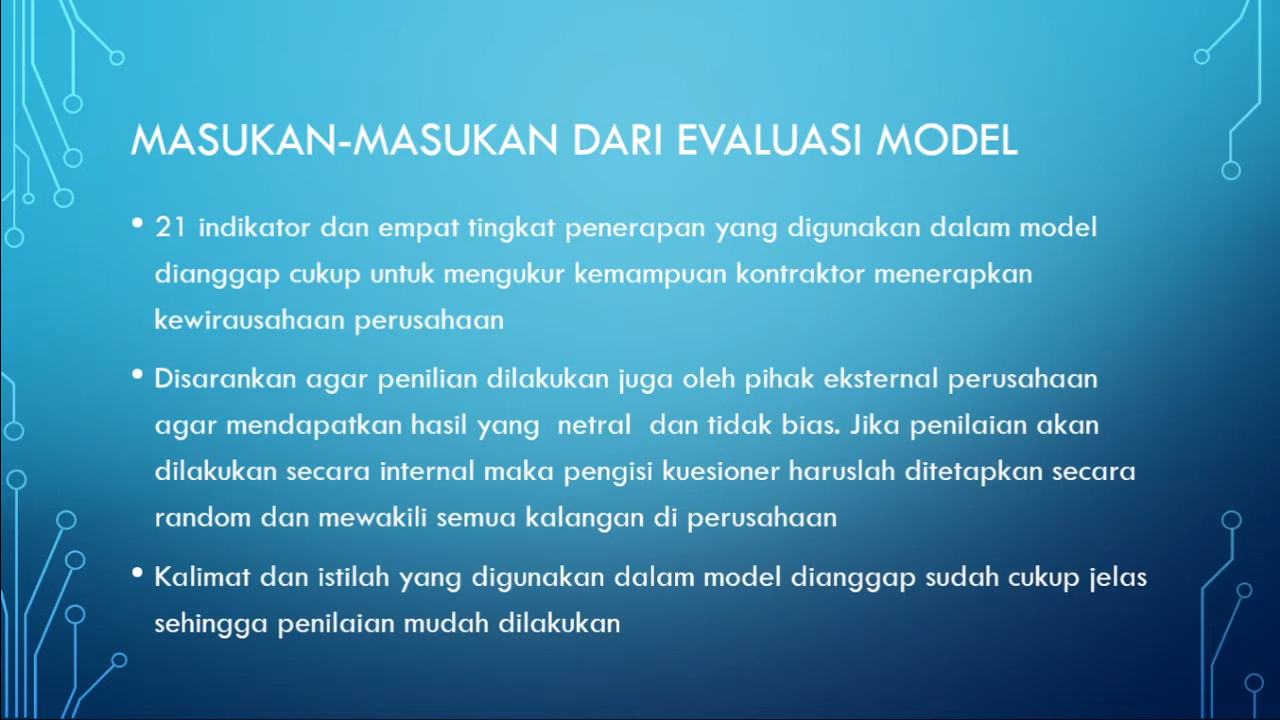 MASUKAN-MASUKAN DARI EVALUASI MODEL
• 21 indikator dan empat tingkat penerapan yang digunakan dalam model
dianggap cukup untuk mengukur kemampuan kontraktor menerapkan
kewirausahaan perusahaan
• Disarankan agar penilian dilakukan juga oleh pihak eksternal perusahaan
agar mendapatkan hasil yang netral dan tidak bias. Jika penilaian akan
dilakukan secara internal maka pengisi kuesioner haruslah ditetapkan secara
random dan mewakili semua kalangan di perusahaan
• Kalimat dan istilah yang digunakan dalam model dianggap sudah cukup jelas
sehingga penilaian mudah dilakukan